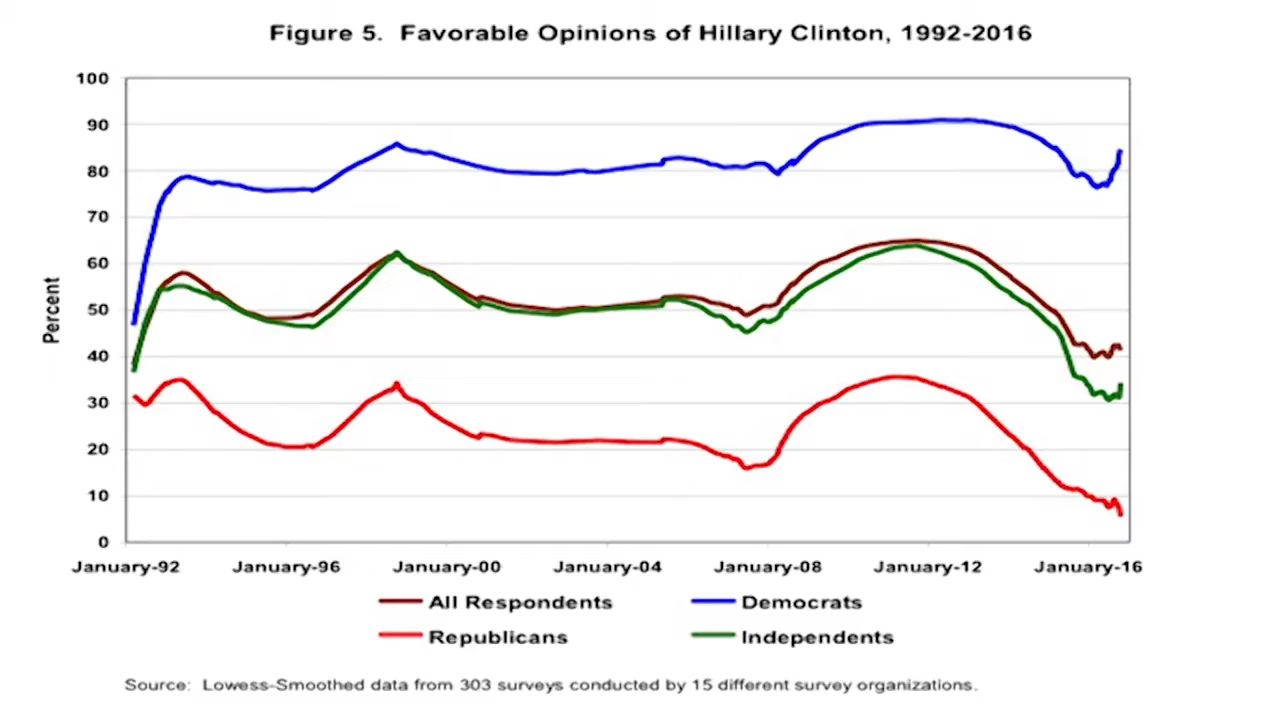 Figure 5. Favorable Opinions of Hillary Clinton, 1992-2016
100
90
80
70
60
50
40
30
20
10
0
Percent
January-92 January-96 January-00 January-04 January-08 January-12 January-16
All Respondents Democrats
Republicans Independents
Source: Lowess-Smoothed data from 303 surveys conducted by 15 different survey organizations.